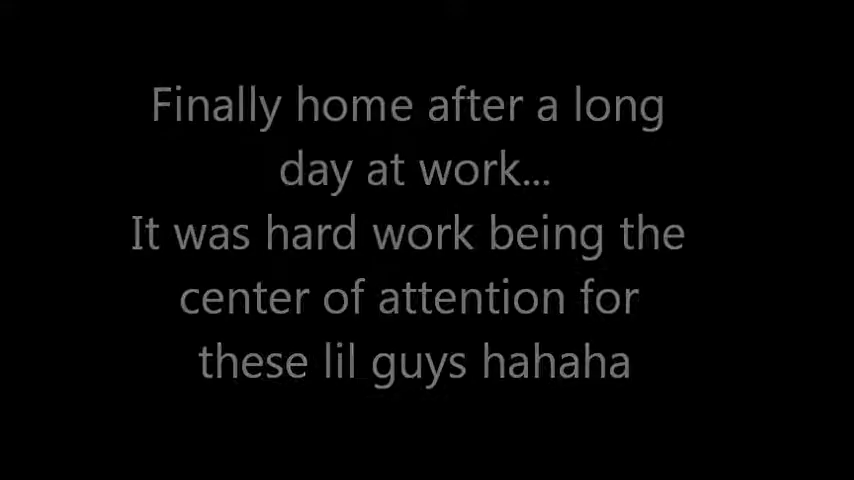 Finally home after a long
day at work...
It was hard work being the
center of attention for
these lil guys hahaha